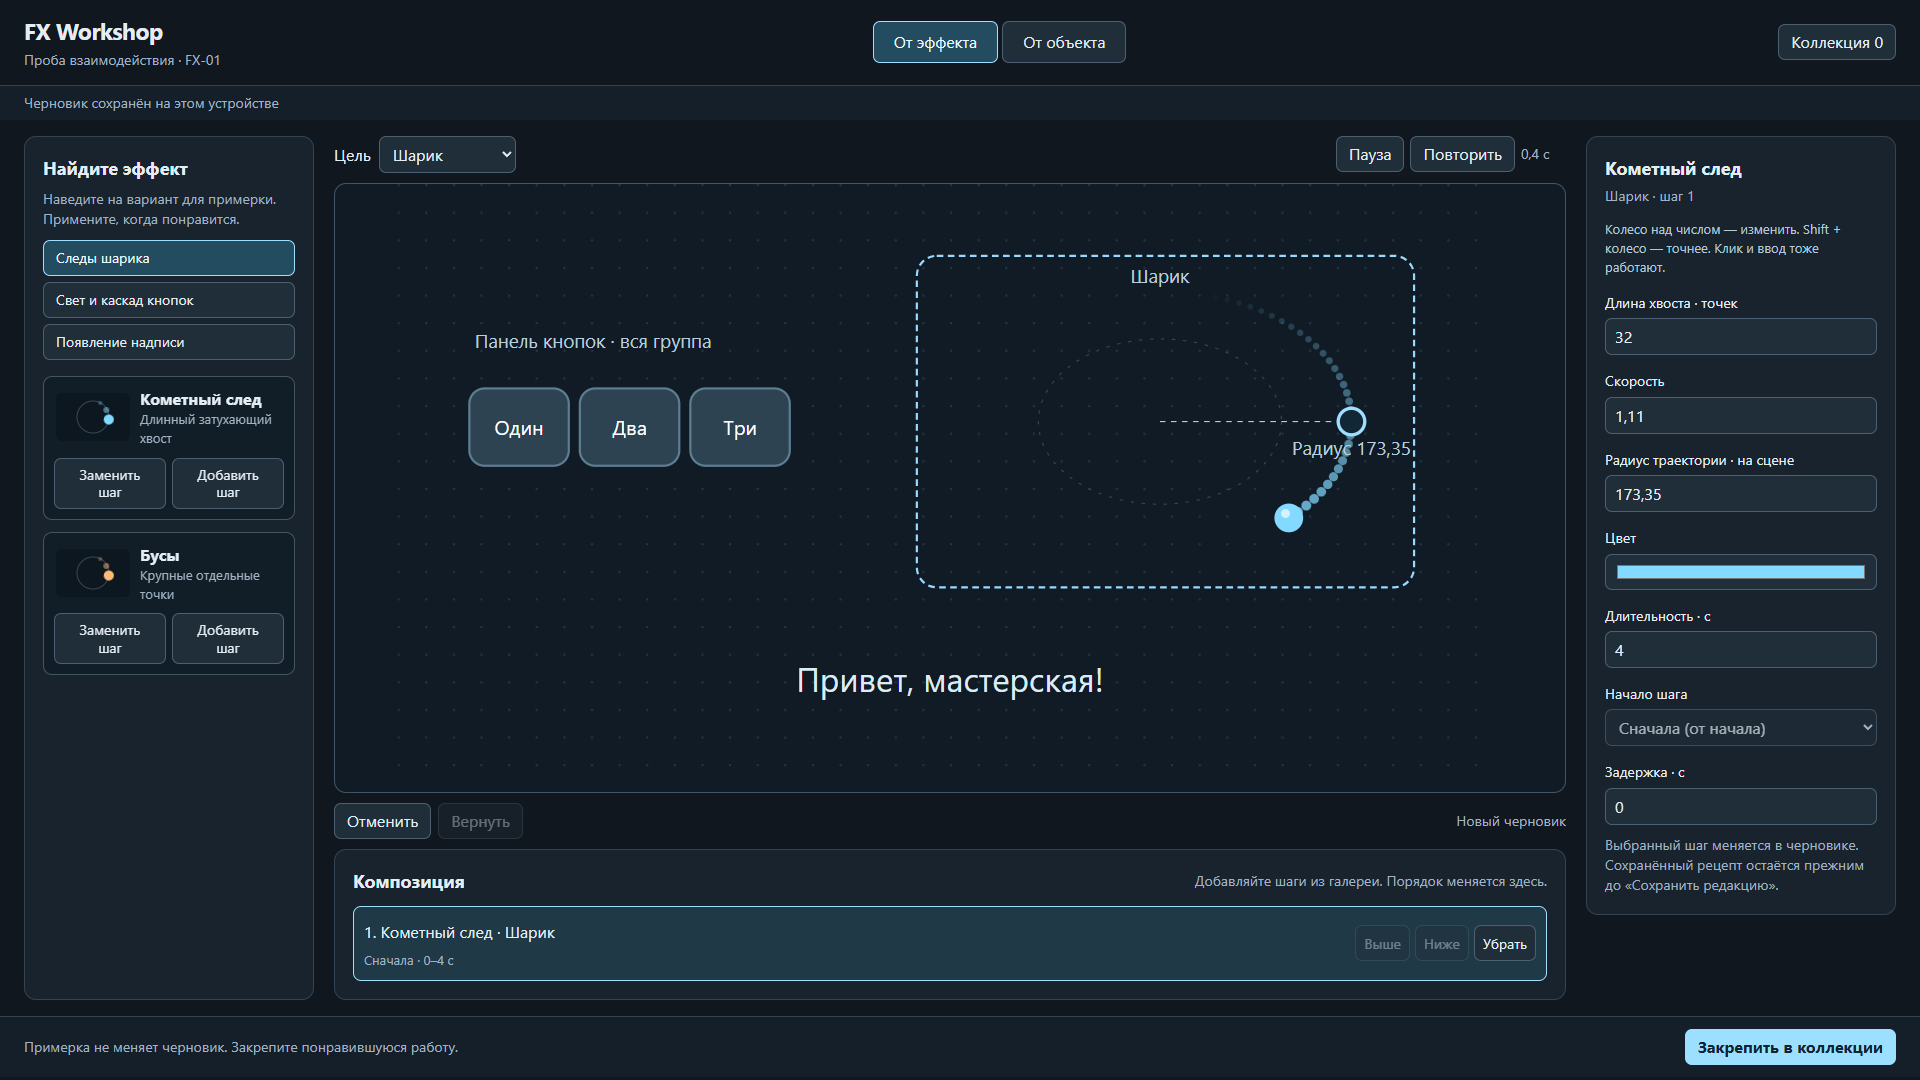 FX Workshop
Проба взаимодействия · FX-01
От эффекта
От объекта
Коллекция 0
Черновик сохранён на этом устройстве
Найдите эффект
Наведите на вариант для примерки.
Примените, когда понравится.
Следы шарика
Свет и каскад кнопок
Появление надписи
Кометный след
Длинный затухающий
хвост
Заменить
шаг
Добавить
шаг
Бусы
Крупные отдельные
точки
Заменить
шаг
Добавить
шаг
Цель
Шарик
Пауза
Повторить
0,4 с
Шарик
Панель кнопок · вся группа
Один
Два
Три
Радиус 173,35
Привет, мастерская!
Отменить
Вернуть
Новый черновик
Композиция
Добавляйте шаги из галереи. Порядок меняется здесь.
1. Кометный след · Шарик
Сначала · 0–4 с
Выше
Ниже
Убрать
Кометный след
Шарик · шаг 1
Колесо над числом — изменить. Shift +
колесо — точнее. Клик и ввод тоже
работают.
Длина хвоста · точек
32
Скорость
1,11
Радиус траектории · на сцене
173,35
Цвет
Длительность · с
4
Начало шага
Сначала (от начала)
Задержка · с
0
Выбранный шаг меняется в черновике.
Сохранённый рецепт остаётся прежним
до «Сохранить редакцию».
Примерка не меняет черновик. Закрепите понравившуюся работу.
Закрепить в коллекции